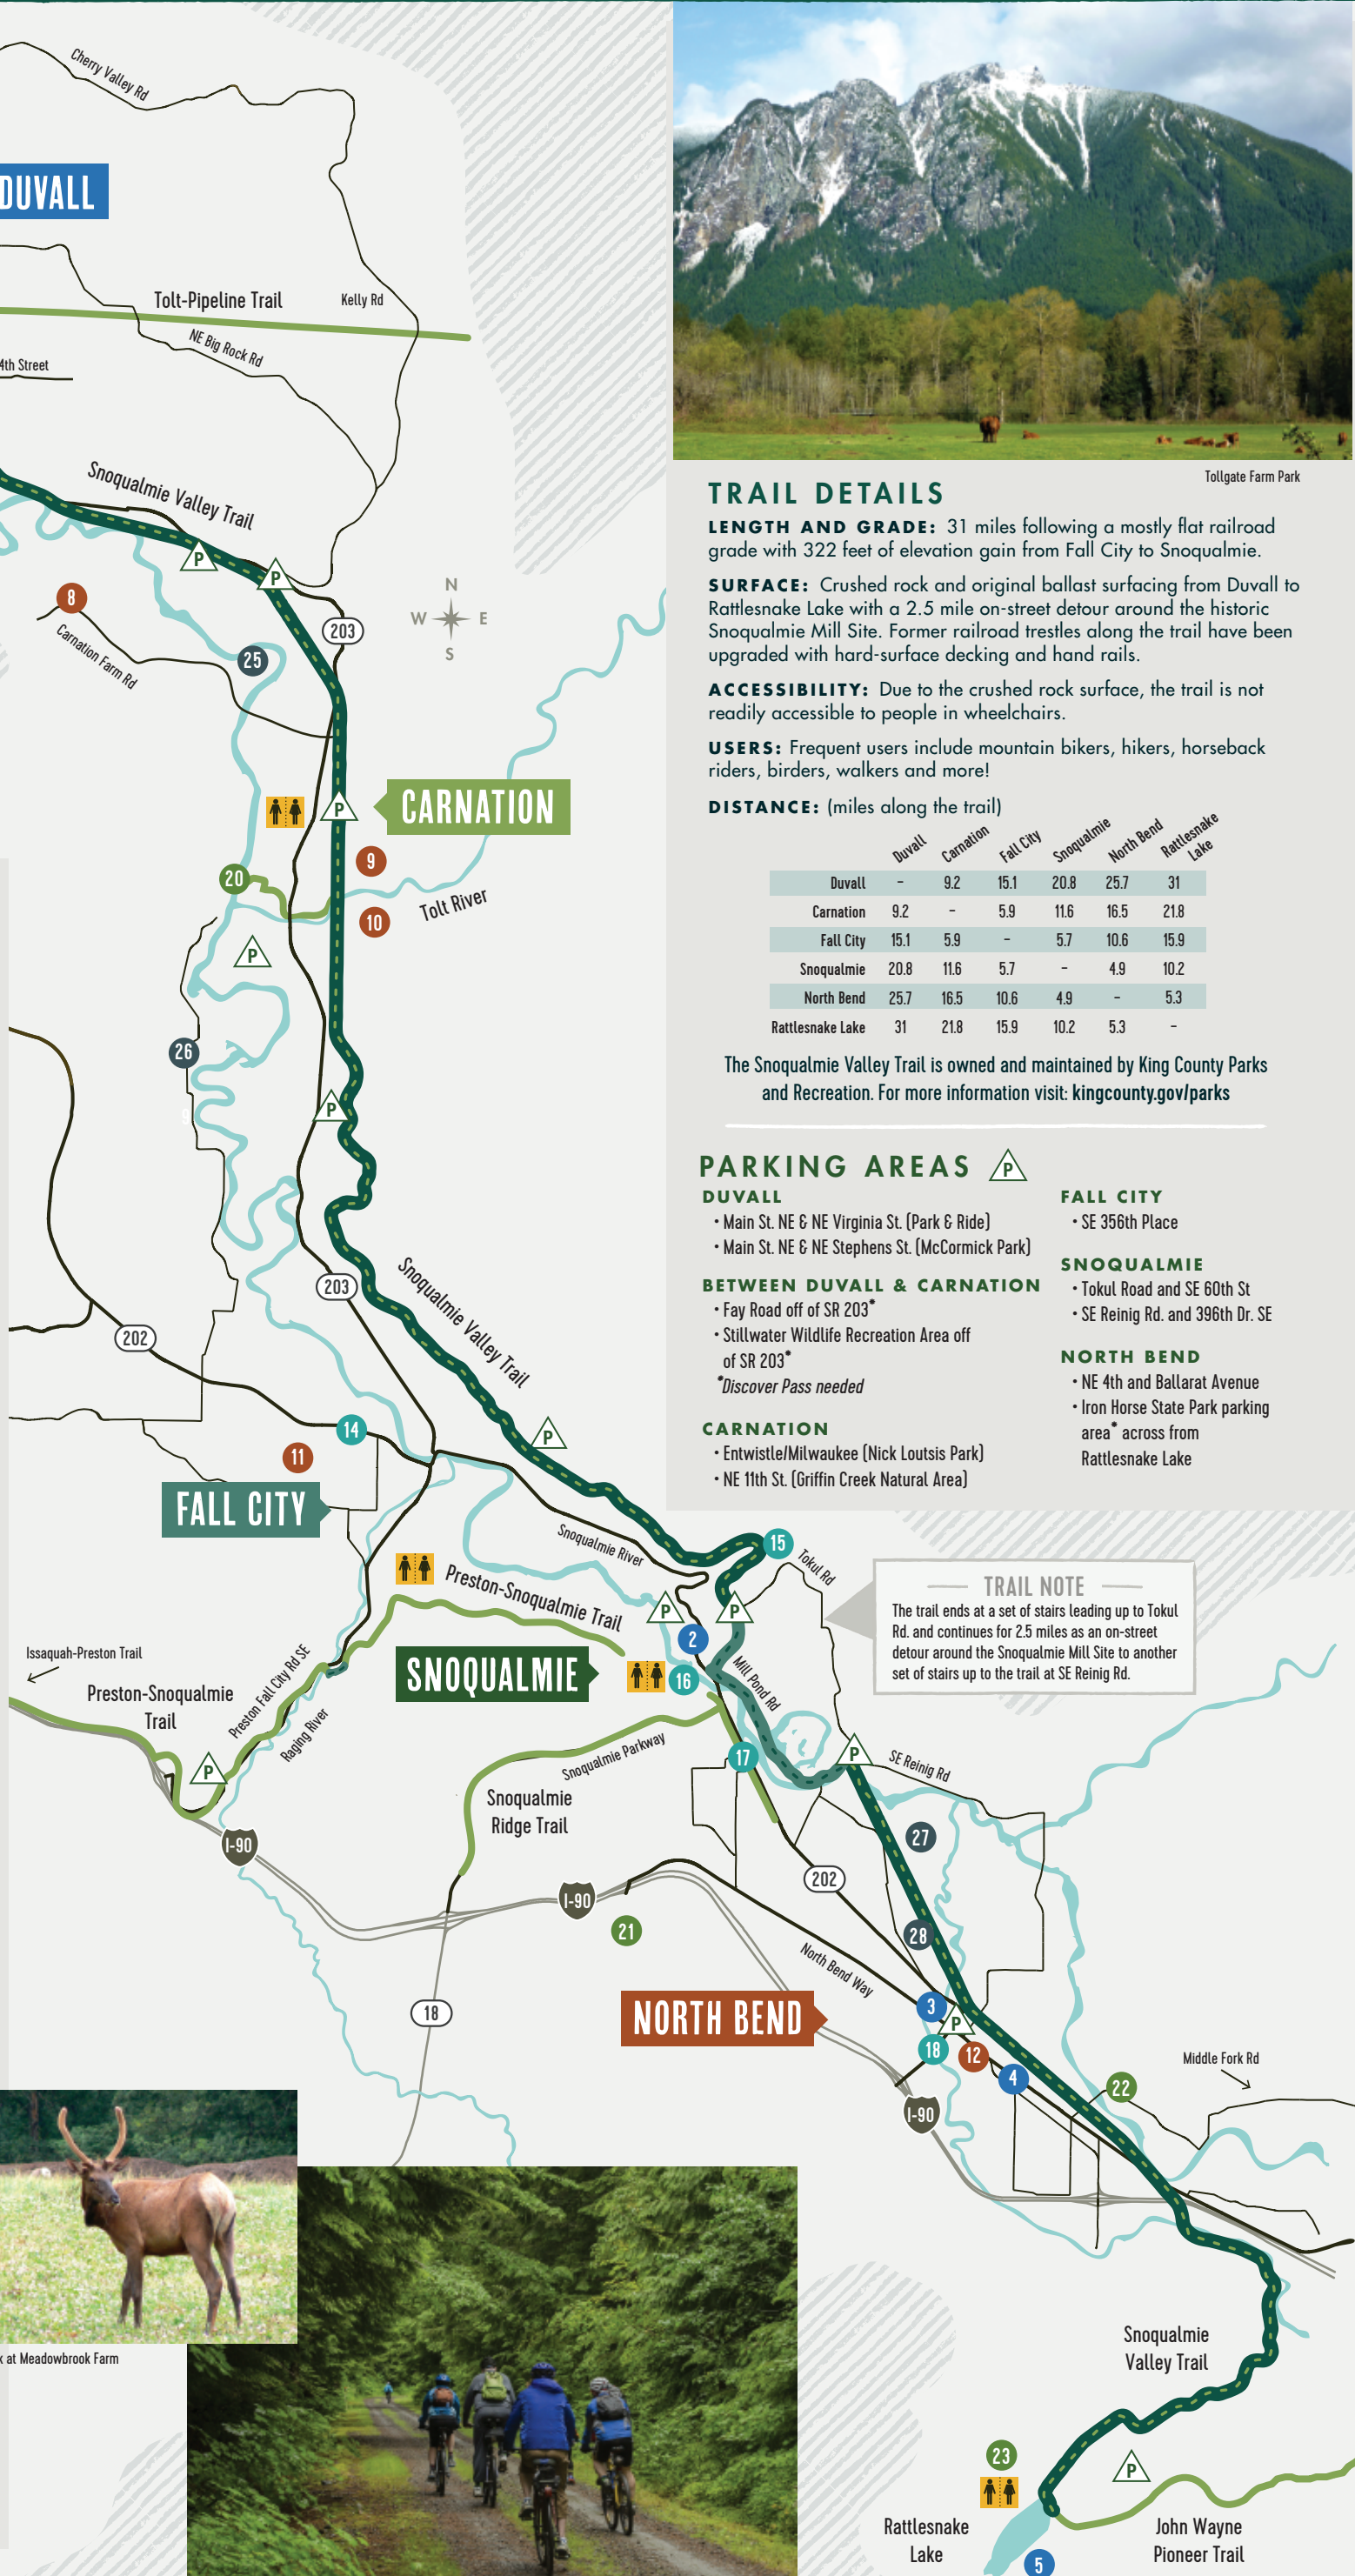 Cherry Valley Rd
DUVALL
Tolt-Pipeline Trail
Kelly Rd
NE Big Rock Rd
4th Street
Snoqualmie Valley Trail
P
P
N
W E
S
8
203
Carnation Farm Rd
25
CARNATION
P
9
20
10
Tolt River
P
26
P
203
Snoqualmie Valley Trail
202
14
P
11
FALL CITY
Snoqualmie River
15
Tokul Rd
Preston-Snoqualmie Trail
P
P
2
Issaquah-Preston Trail
SNOQUALMIE
16
Mill Pond Rd
Preston-Snoqualmie
Trail
Preston Fall City Rd SE
Raging River
P
Snoqualmie Parkway
17
P
SE Reinig Rd
Snoqualmie
Ridge Trail
I-90
27
202
I-90
21
28
North Bend Way
18
NORTH BEND
3
P
18
12
4
22
Middle Fork Rd
I-90
Snoqualmie
Valley Trail
23
P
Rattlesnake
Lake
John Wayne
Pioneer Trail
5
k at Meadowbrook Farm
Tollgate Farm Park
TRAIL DETAILS
LENGTH AND GRADE: 31 miles following a mostly flat railroad
grade with 322 feet of elevation gain from Fall City to Snoqualmie.
SURFACE: Crushed rock and original ballast surfacing from Duvall to
Rattlesnake Lake with a 2.5 mile on-street detour around the historic
Snoqualmie Mill Site. Former railroad trestles along the trail have been
upgraded with hard-surface decking and hand rails.
ACCESSIBILITY: Due to the crushed rock surface, the trail is not
readily accessible to people in wheelchairs.
USERS: Frequent users include mountain bikers, hikers, horseback
riders, birders, walkers and more!
DISTANCE: (miles along the trail)
Duvall Carnation Fall City Snoqualmie North Bend Rattlesnake Lake
Duvall – 9.2 15.1 20.8 25.7 31
Carnation 9.2 – 5.9 11.6 16.5 21.8
Fall City 15.1 5.9 – 5.7 10.6 15.9
Snoqualmie 20.8 11.6 5.7 – 4.9 10.2
North Bend 25.7 16.5 10.6 4.9 – 5.3
Rattlesnake Lake 31 21.8 15.9 10.2 5.3 –
The Snoqualmie Valley Trail is owned and maintained by King County Parks
and Recreation. For more information visit: kingcounty.gov/parks
PARKING AREAS P
DUVALL
• Main St. NE & NE Virginia St. (Park & Ride)
• Main St. NE & NE Stephens St. (McCormick Park)
BETWEEN DUVALL & CARNATION
• Fay Road off of SR 203*
• Stillwater Wildlife Recreation Area off
of SR 203*
*Discover Pass needed
CARNATION
• Entwistle/Milwaukee (Nick Loutsis Park)
• NE 11th St. (Griffin Creek Natural Area)
FALL CITY
• SE 356th Place
SNOQUALMIE
• Tokul Road and SE 60th St
• SE Reinig Rd. and 396th Dr. SE
NORTH BEND
• NE 4th and Ballarat Avenue
• Iron Horse State Park parking
area* across from
Rattlesnake Lake
TRAIL NOTE
The trail ends at a set of stairs leading up to Tokul
Rd. and continues for 2.5 miles as an on-street
detour around the Snoqualmie Mill Site to another
set of stairs up to the trail at SE Reinig Rd.